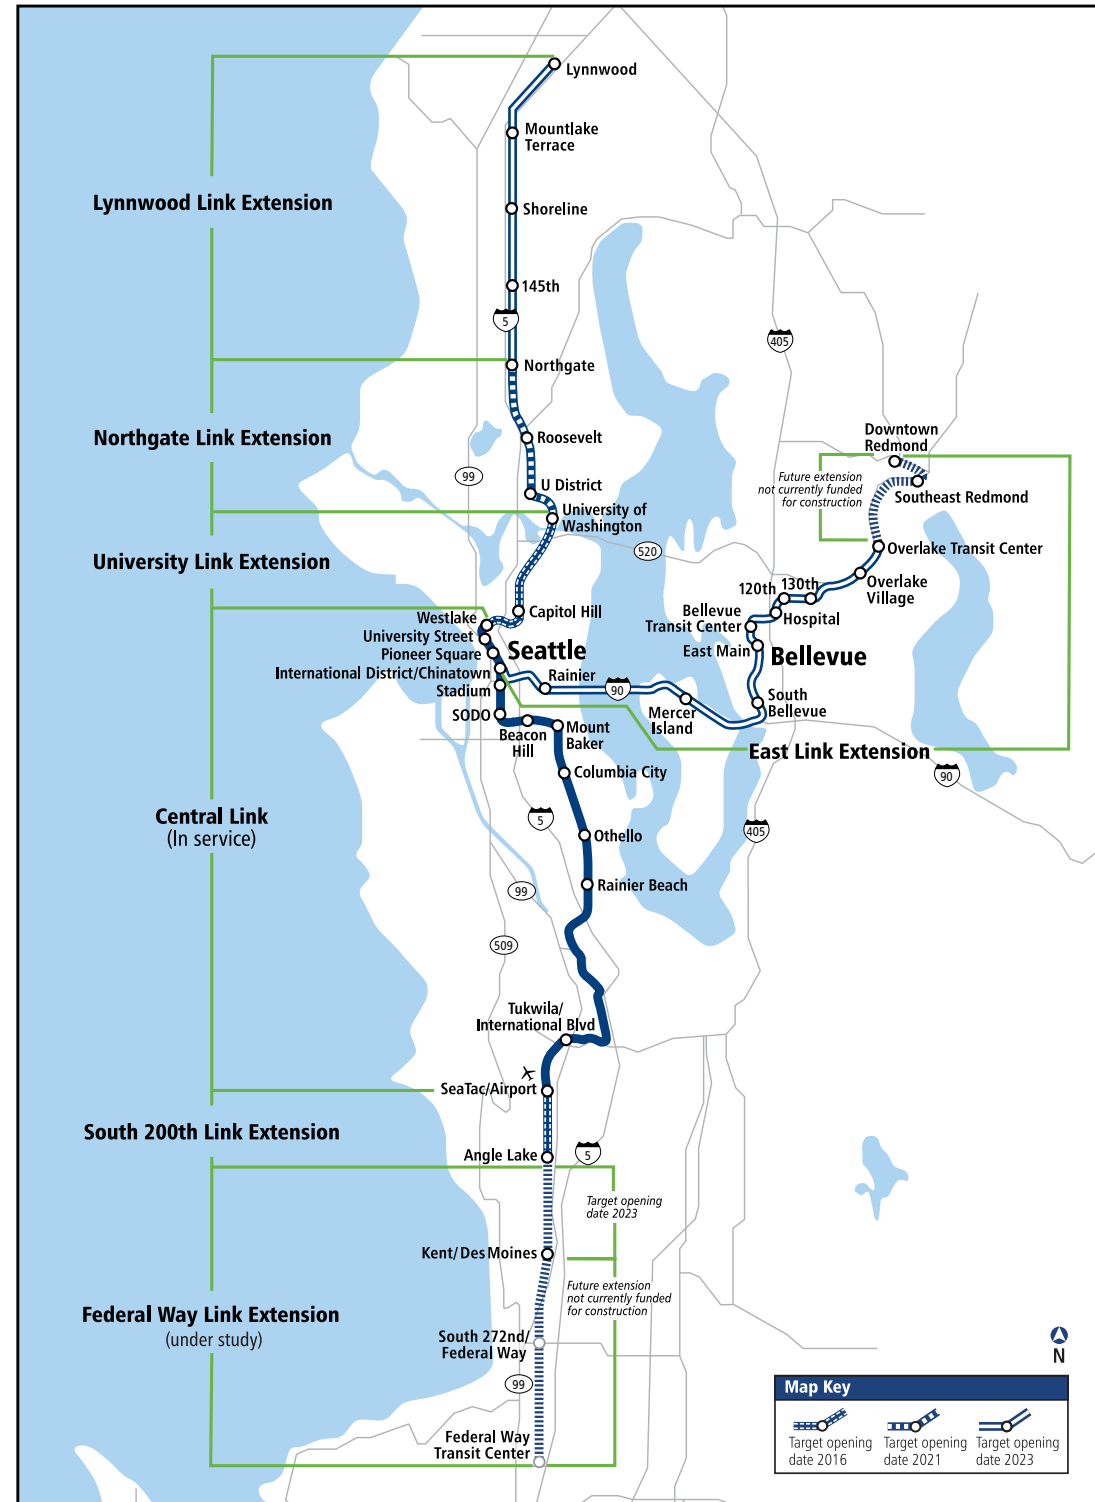 Lynnwood
Mountlake
Terrace
Lynnwood Link Extension
Shoreline
145th
5
405
Northgate
Northgate Link Extension
Roosevelt
Downtown
Redmond
99
Future extension
not currently funded
for construction
U District
Southeast Redmond
University of
Washington
University Link Extension
520
Overlake Transit Center
Overlake
Village
120th
130th
Hospital
Capitol Hill
Westlake
University Street
Pioneer Square
International District/Chinatown
Stadium
Seattle
Bellevue
Transit Center
East Main
Bellevue
Rainier
90
Mercer
Island
South
Bellevue
SODO
Beacon
Hill
Mount
Baker
East Link Extension
90
Columbia City
Central Link
(In service)
5
405
Othello
Rainier Beach
99
509
Tukwila/
International Blvd
SeaTac/Airport
South 200th Link Extension
Angle Lake
5
Target opening
date 2023
Kent/Des Moines
Future extension
not currently funded
for construction
Federal Way Link Extension
(under study)
South 272nd/
Federal Way
99
Federal Way
Transit Center
N
Map Key
Target opening
date 2016
Target opening
date 2021
Target opening
date 2023